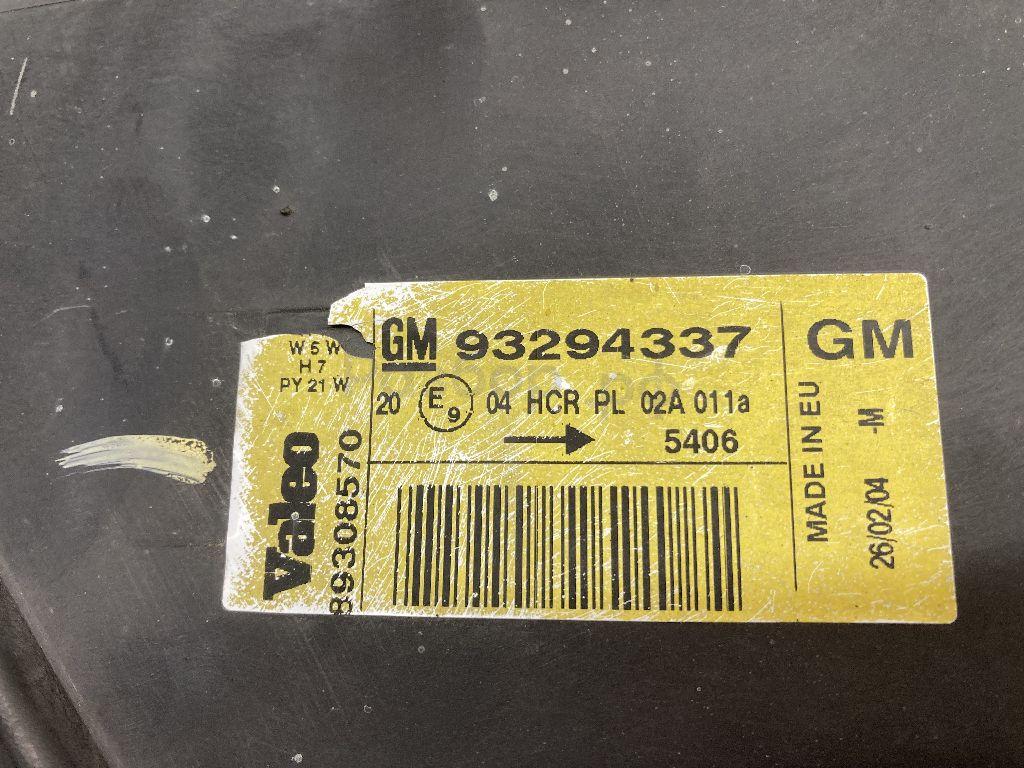 W 5 W
H 7
PY 21 W
Valeo
89308570
GM 93294337
20 E9 04 HCR PL 02A 011a
5406
GM
MADE IN EU
26/02/04 -M